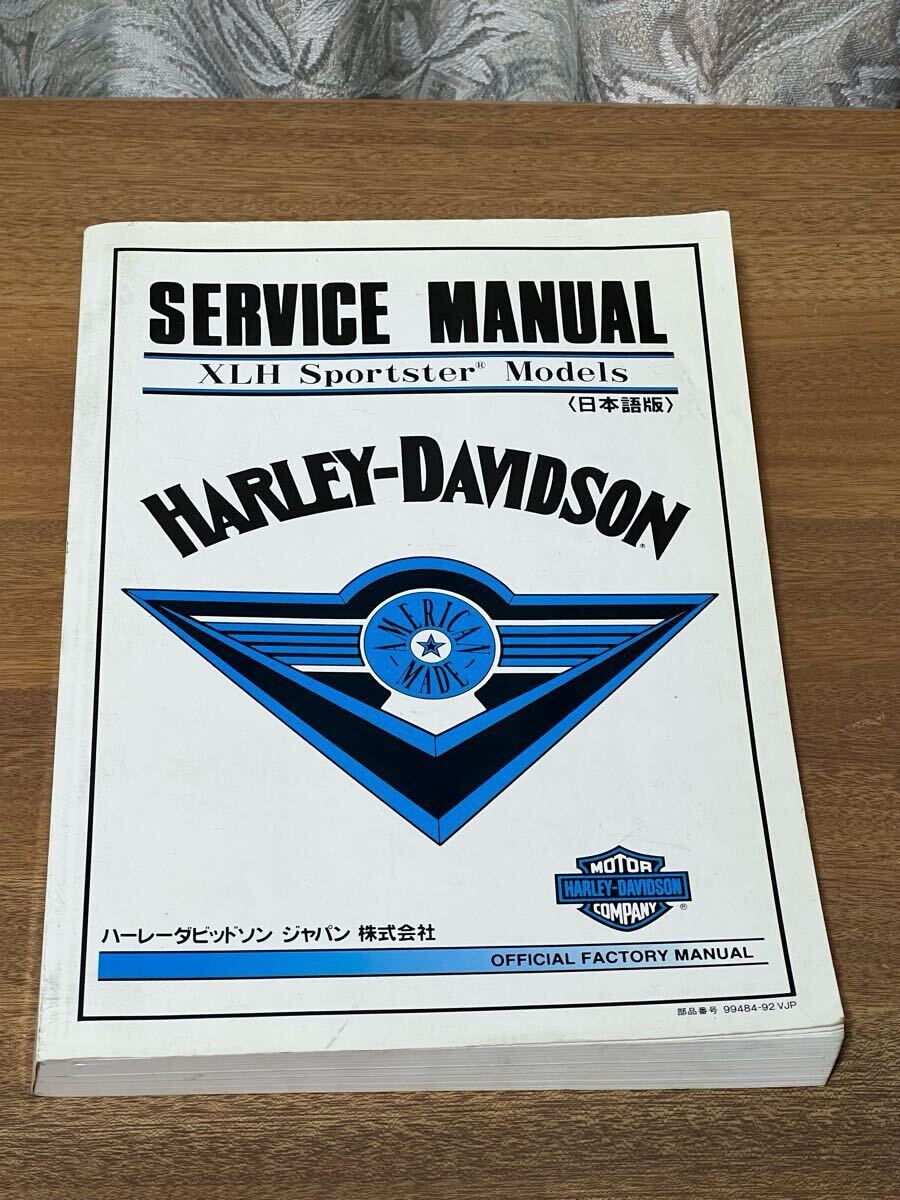 SERVICE MANUAL
XLH Sportster® Models
〈日本語版〉
HARLEY-DAVIDSON
AMERICAN
MADE
MOTOR
HARLEY-DAVIDSON
COMPANY ®
ハーレーダビッドソン ジャパン 株式会社
OFFICIAL FACTORY MANUAL
部品番号 99484-92 VJP